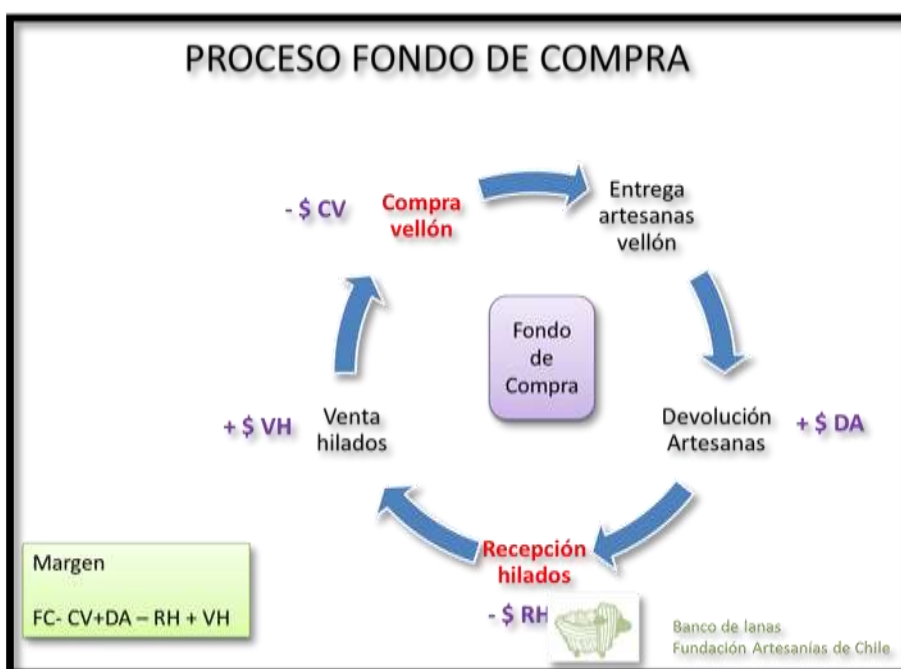 PROCESO FONDO DE COMPRA
- $ CV
Compra
vellón
Entrega
artesanas
vellón
Fondo
de
Compra
Devolución
Artesanas
+ $ DA
Recepción
hilados
- $ RH
+ $ VH
Venta
hilados
Margen
FC- CV+DA – RH + VH
Banco de lanas
Fundación Artesanías de Chile